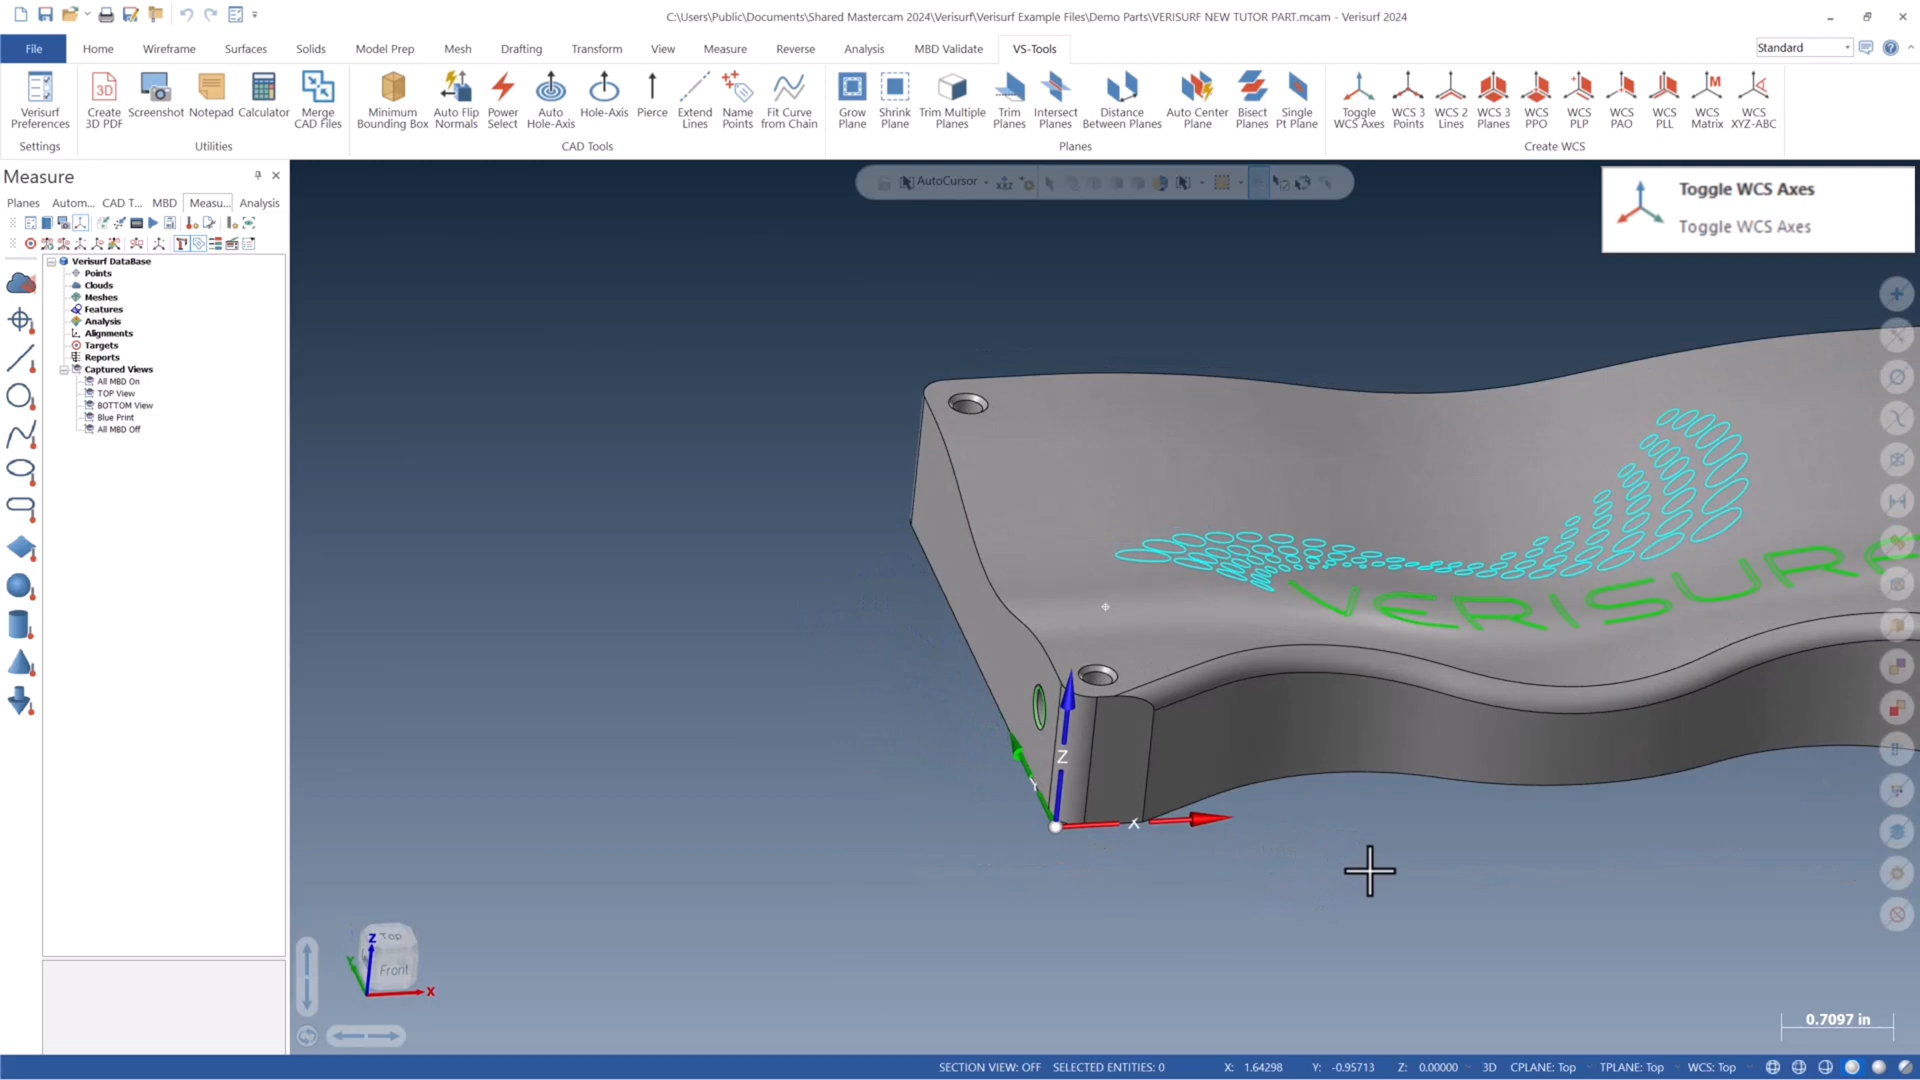 C:\Users\Public\Documents\Shared Mastercam 2024\Verisurf\Verisurf Example Files\Demo Parts\VERISURF NEW TUTOR PART.mcam - Verisurf 2024
File Home Wireframe Surfaces Solids Model Prep Mesh Drafting Transform View Measure Reverse Analysis MBD Validate VS-Tools Standard
Verisurf Preferences
Create 3D PDF
Screenshot
Notepad
Calculator
Merge CAD Files
Minimum Bounding Box
Auto Flip Normals
Power Select
Auto Hole-Axis
Hole-Axis
Pierce
Extend Lines
Name Points
Fit Curve from Chain
Grow Plane
Shrink Plane
Trim Multiple Planes
Trim Planes
Intersect Planes
Distance Between Planes
Auto Center Plane
Bisect Planes
Single Pt Plane
Toggle WCS Axes
WCS 3 Points
WCS 2 Lines
WCS 3 Planes
WCS PPO
WCS PLP
WCS PAO
WCS PLL
WCS Matrix
WCS XYZ-ABC
Settings Utilities CAD Tools Planes Create WCS
Measure
Planes Autom... CAD T... MBD Measu... Analysis
Verisurf DataBase
Points
Clouds
Meshes
Features
Analysis
Alignments
Targets
Reports
Captured Views
All MBD On
TOP View
BOTTOM View
Blue Print
All MBD Off
AutoCursor
Toggle WCS Axes
Toggle WCS Axes
VERISURF
Z
Y
X
Z
Top
Y
Front
X
0.7097 in
SECTION VIEW: OFF SELECTED ENTITIES: 0 X: 1.64298 Y: -0.95713 Z: 0.00000 3D CPLANE: Top TPLANE: Top WCS: Top